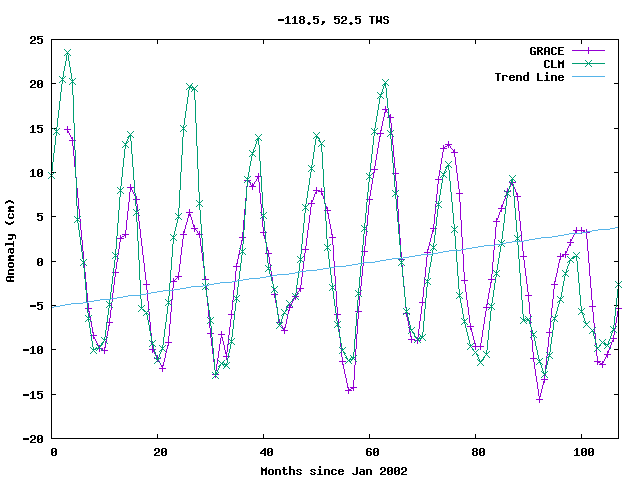 -118.5, 52.5 TWS
GRACE
CLM
Trend Line
25
20
15
10
5
0
-5
-10
-15
-20
Anomaly (cm)
0 20 40 60 80 100
Months since Jan 2002